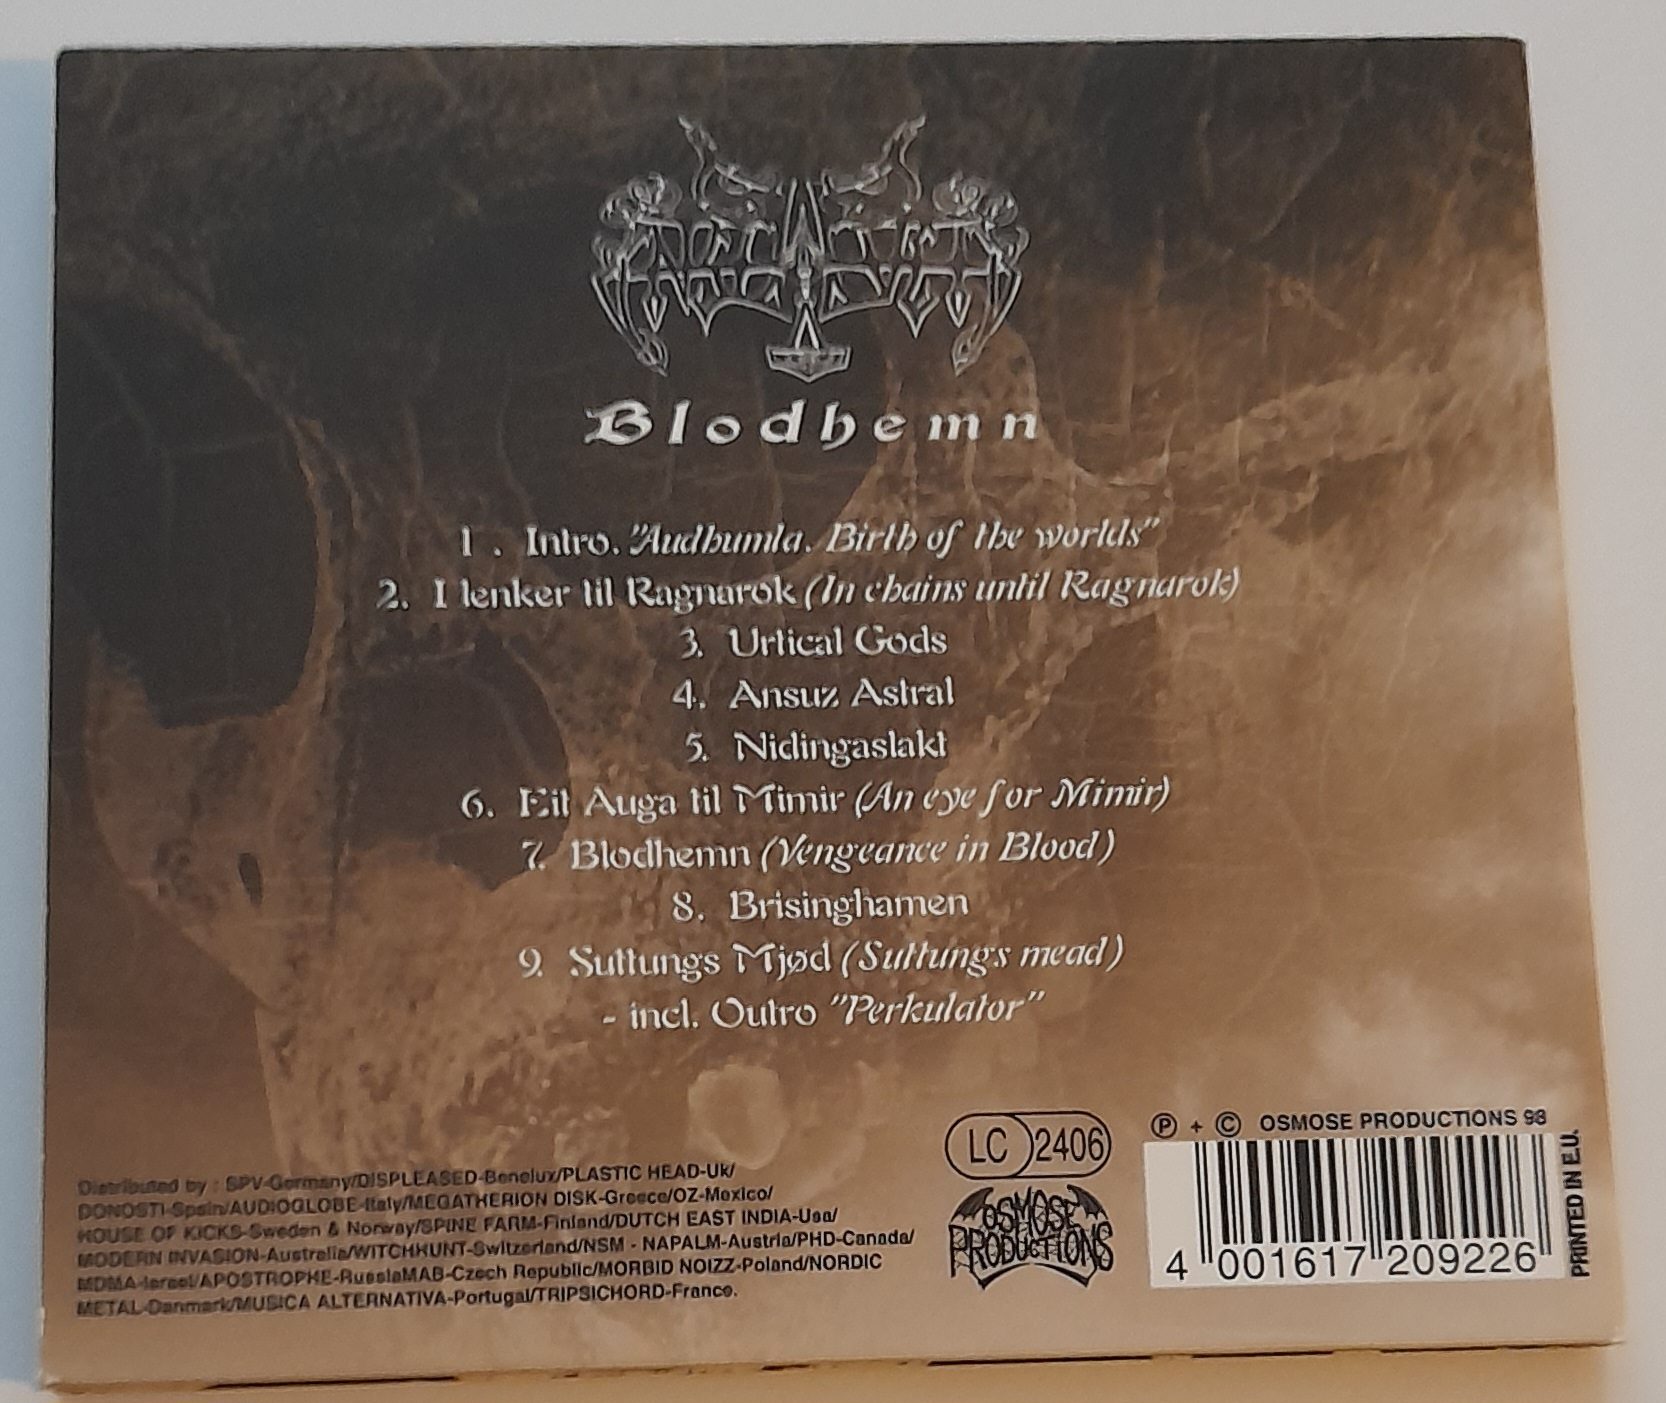 Blodhemn
1. Intro. "Audhumla. Birth of the worlds"
2. I lenker til Ragnarok (In chains until Ragnarok)
3. Urtical Gods
4. Ansuz Astral
5. Nidingaslakt
6. Eit Auga til Mimir (An eye for Mimir)
7. Blodhemn (Vengeance in Blood)
8. Brisinghamen
9. Suttungs Mjød (Suttungs mead)
- incl. Outro "Perkulator"
Distributed by : SPV-Germany/DISPLEASED-Benelux/PLASTIC HEAD-Uk/
DONOSTI-Spain/AUDIOGLOBE-Italy/MEGATHERION DISK-Greece/OZ-Mexico/
HOUSE OF KICKS-Sweden & Norway/SPINE FARM-Finland/DUTCH EAST INDIA-Usa/
MODERN INVASION-Australia/WITCHHUNT-Switzerland/NSM - NAPALM-Austria/PHD-Canada/
MDMA-Israel/APOSTROPHE-RussiaMAB-Czech Republic/MORBID NOIZZ-Poland/NORDIC
METAL-Danmark/MUSICA ALTERNATIVA-Portugal/TRIPSICHORD-France.
LC 2406
OSMOSE
PRODUCTIONS
Ⓟ + © OSMOSE PRODUCTIONS 98
4 001617 209226
PRINTED IN E.U.